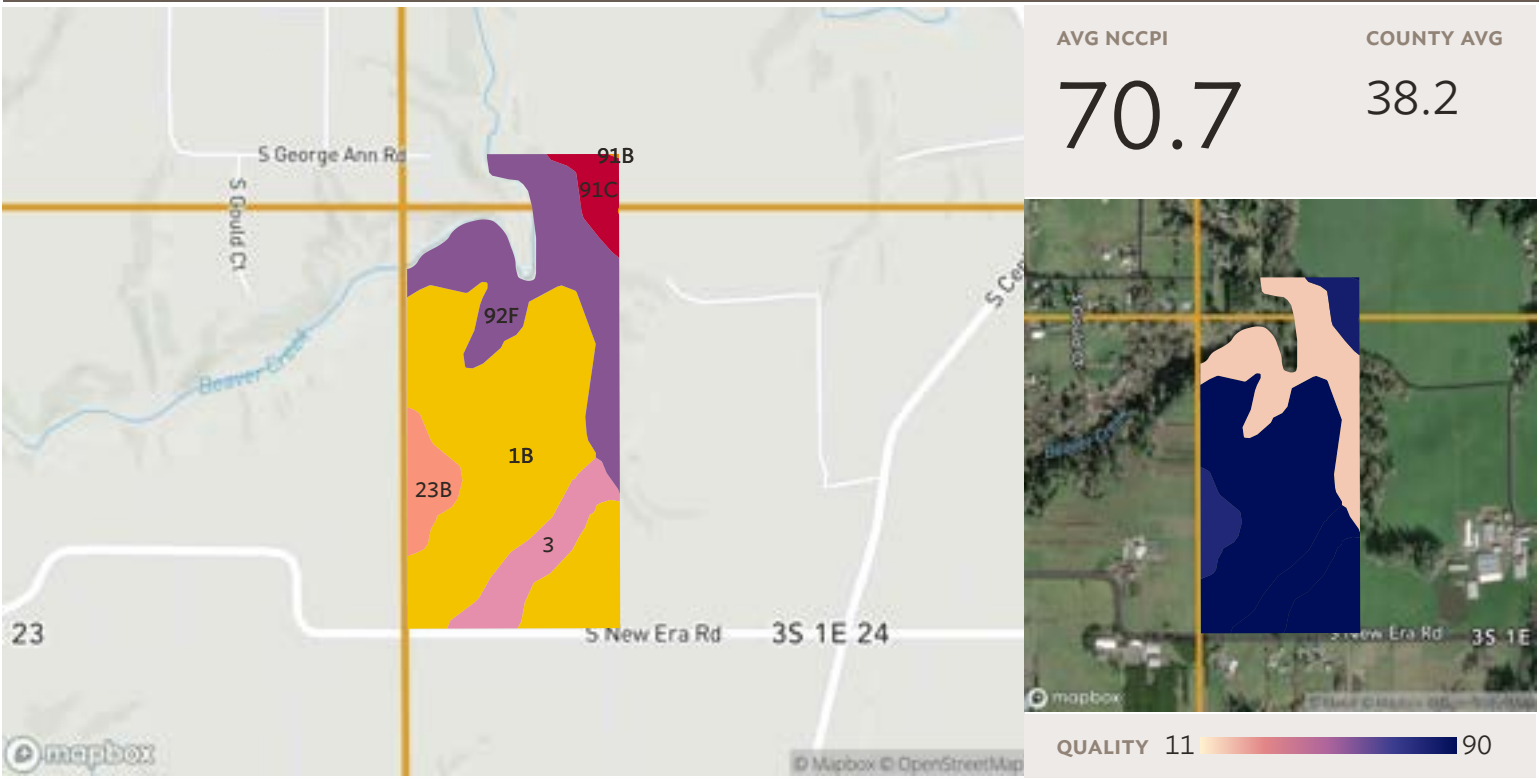 S George Ann Rd
S Gould Ct
91B
91C
92F
Beaver Creek
1B
23B
3
23
S New Era Rd
3S 1E 24
mapbox
© Mapbox © OpenStreetMap
AVG NCCPI
COUNTY AVG
70.7
38.2
S New Era Rd
3S 1E
mapbox
QUALITY 11 90